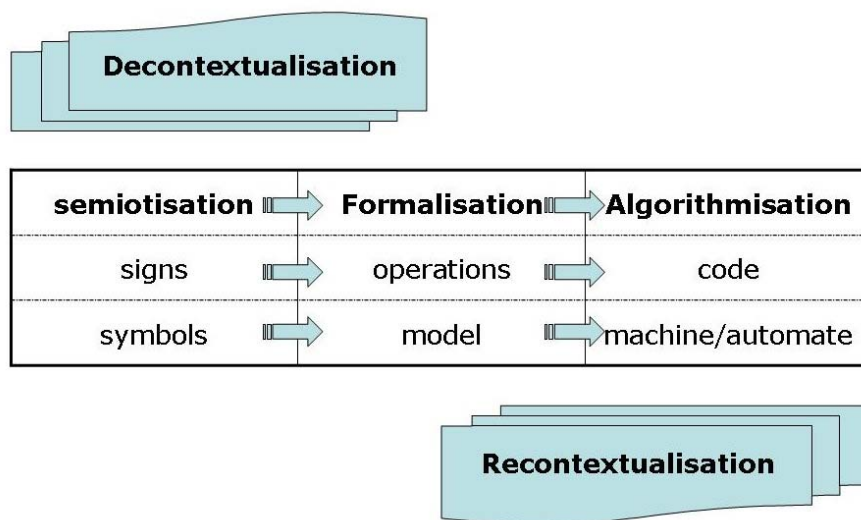 Decontextualisation
semiotisation Formalisation Algorithmisation
signs operations code
symbols model machine/automate
Recontextualisation